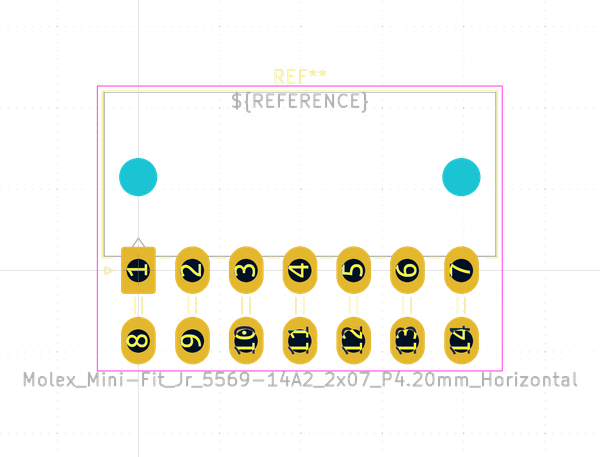 REF**
${REFERENCE}
1 2 3 4 5 6 7
8 9 10 11 12 13 14
Molex_Mini-Fit_Jr_5569-14A2_2x07_P4.20mm_Horizontal